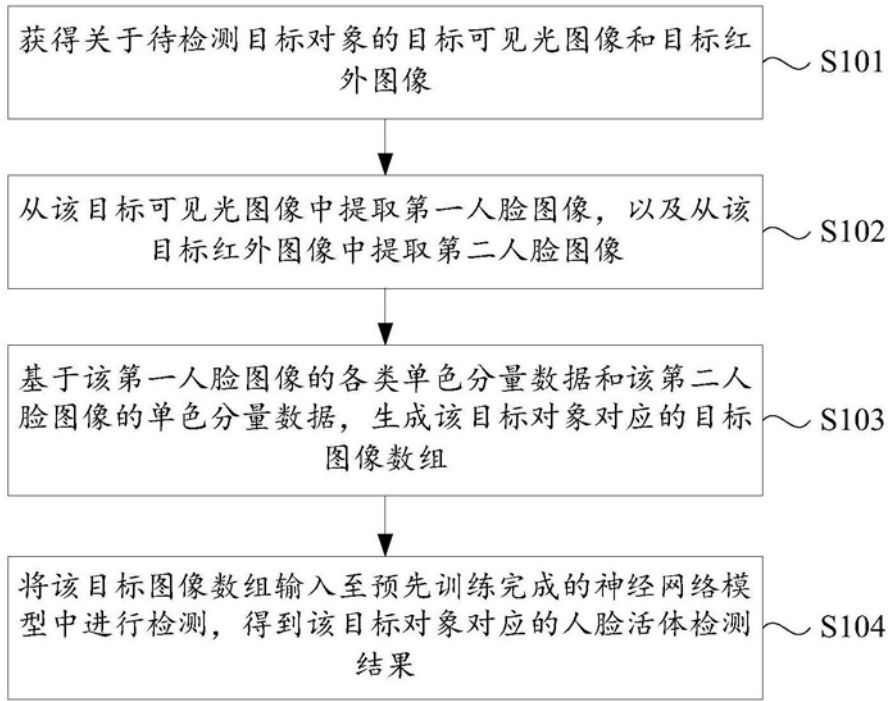 获得关于待检测目标对象的目标可见光图像和目标红
外图像
S101
从该目标可见光图像中提取第一人脸图像，以及从该
目标红外图像中提取第二人脸图像
S102
基于该第一人脸图像的各类单色分量数据和该第二人
脸图像的单色分量数据，生成该目标对象对应的目标
图像数组
S103
将该目标图像数组输入至预先训练完成的神经网络模
型中进行检测，得到该目标对象对应的人脸活体检测
结果
S104